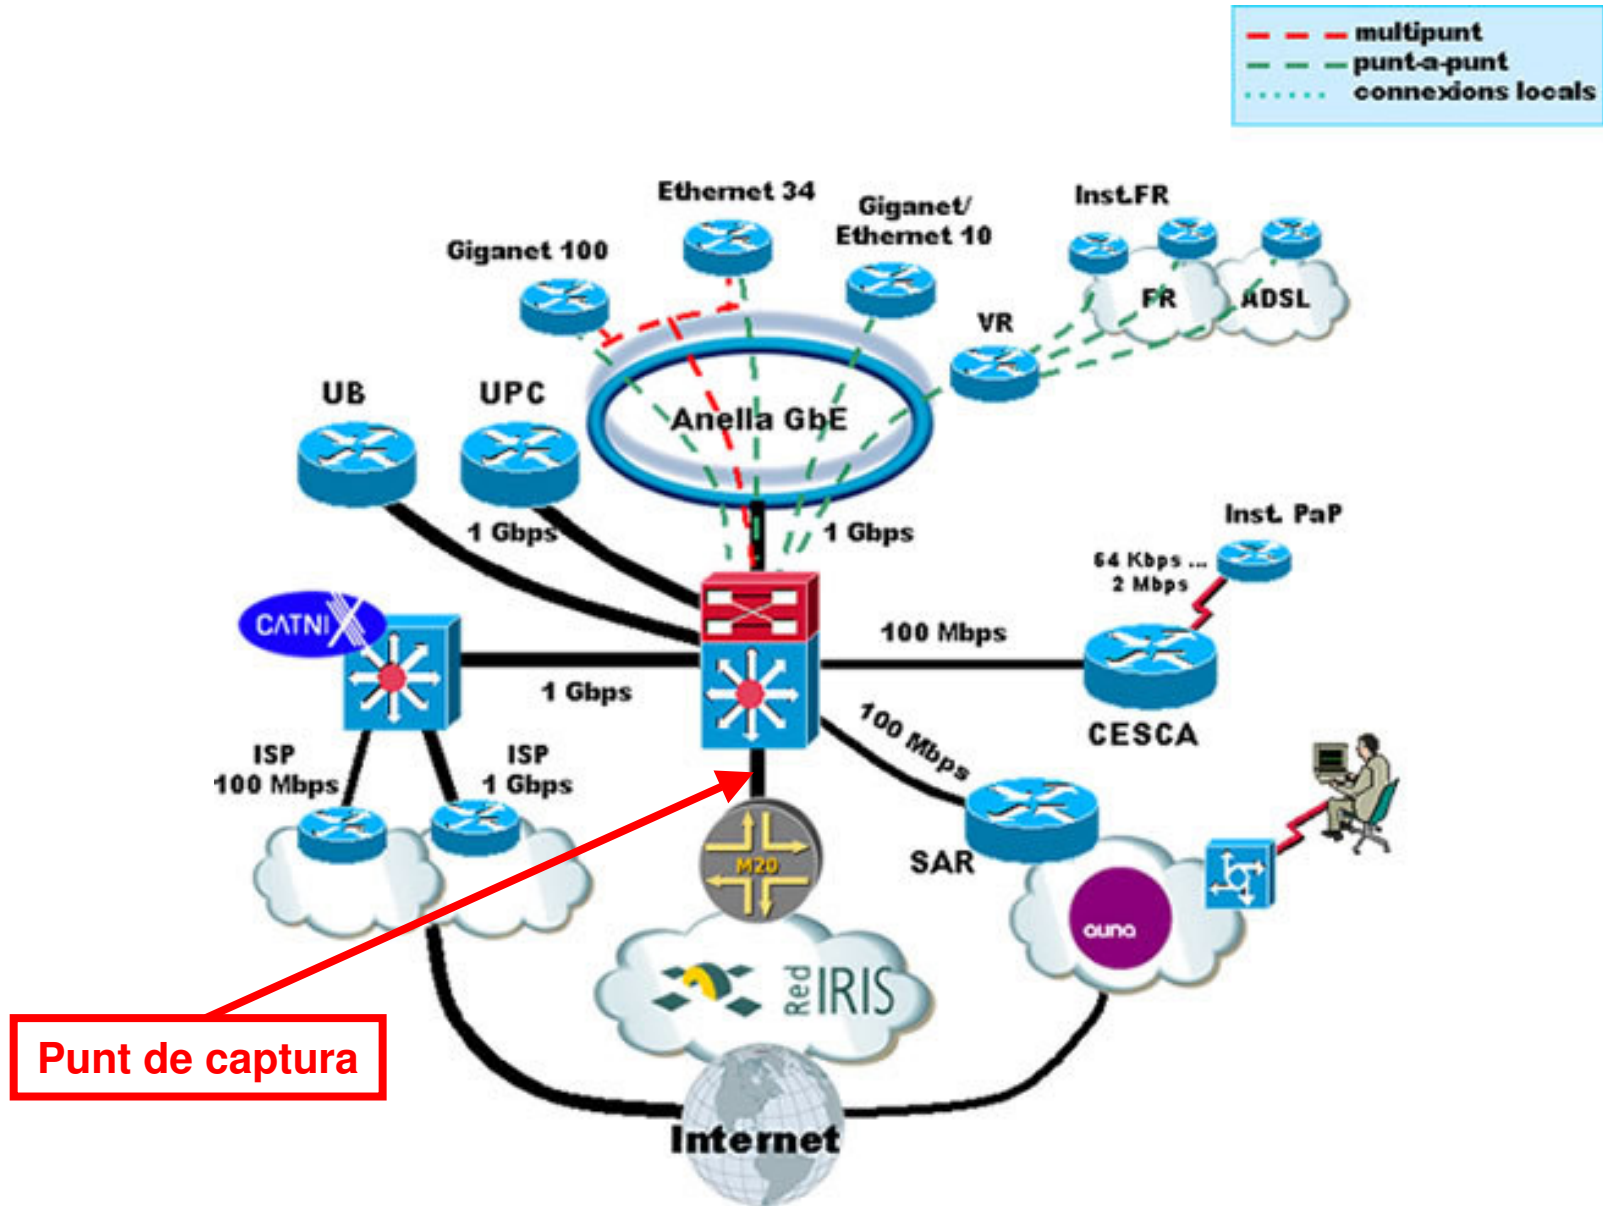 multipunt
punt-a-punt
connexions locals
Ethernet 34
Giganet/
Ethernet 10
Inst.FR
Giganet 100
FR
ADSL
VR
UB
UPC
Anella GbE
1 Gbps
1 Gbps
Inst. PaP
64 Kbps ...
2 Mbps
CATNIX
100 Mbps
1 Gbps
100 Mbps
CESCA
ISP
100 Mbps
ISP
1 Gbps
M20
SAR
auna
Red IRIS
Punt de captura
Internet